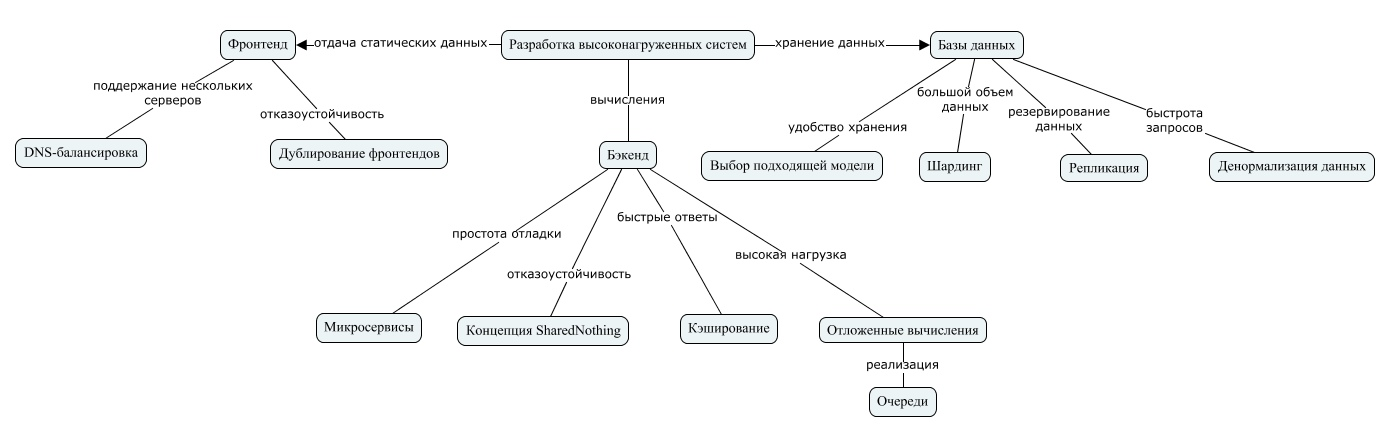 Фронтенд
отдача статических данных
Разработка высоконагруженных систем
хранение данных
Базы данных
поддержание нескольких
серверов
отказоустойчивость
вычисления
большой объем
данных
резервирование
данных
быстрота
запросов
удобство хранения
DNS-балансировка
Дублирование фронтендов
Бэкенд
Выбор подходящей модели
Шардинг
Репликация
Денормализация данных
простота отладки
отказоустойчивость
быстрые ответы
высокая нагрузка
Микросервисы
Концепция SharedNothing
Кэширование
Отложенные вычисления
реализация
Очереди